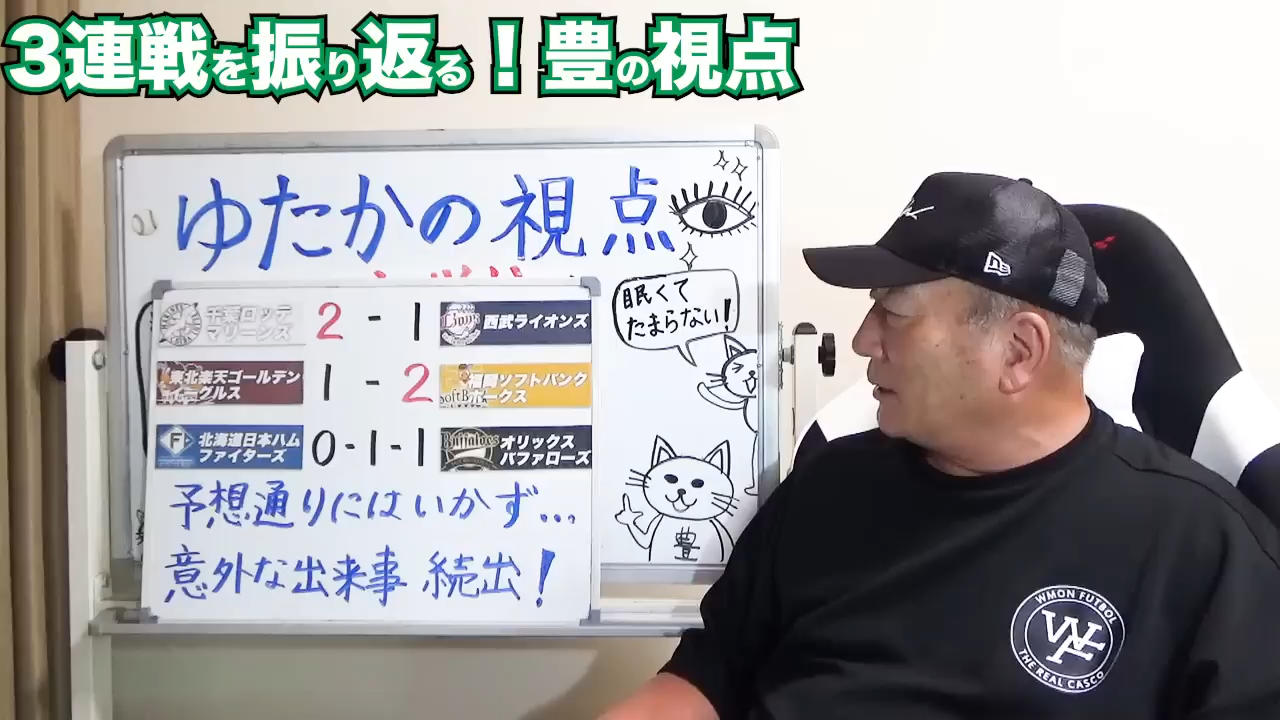 3連戦を振り返る！豊の視点
ゆたかの視点
眠くて
たまらない！
千葉ロッテ
マリーンズ
2 - 1
Lions
西武ライオンズ
東北楽天ゴールデン
イーグルス
1 - 2
福岡ソフトバンク
ホークス
F
北海道日本ハム
ファイターズ
0-1-1
Buffaloes
オリックス
バファローズ
予想通りにはいかず...
意外な出来事 続出！
豊
WMON FUTBOL
WF
THE REAL CASCO